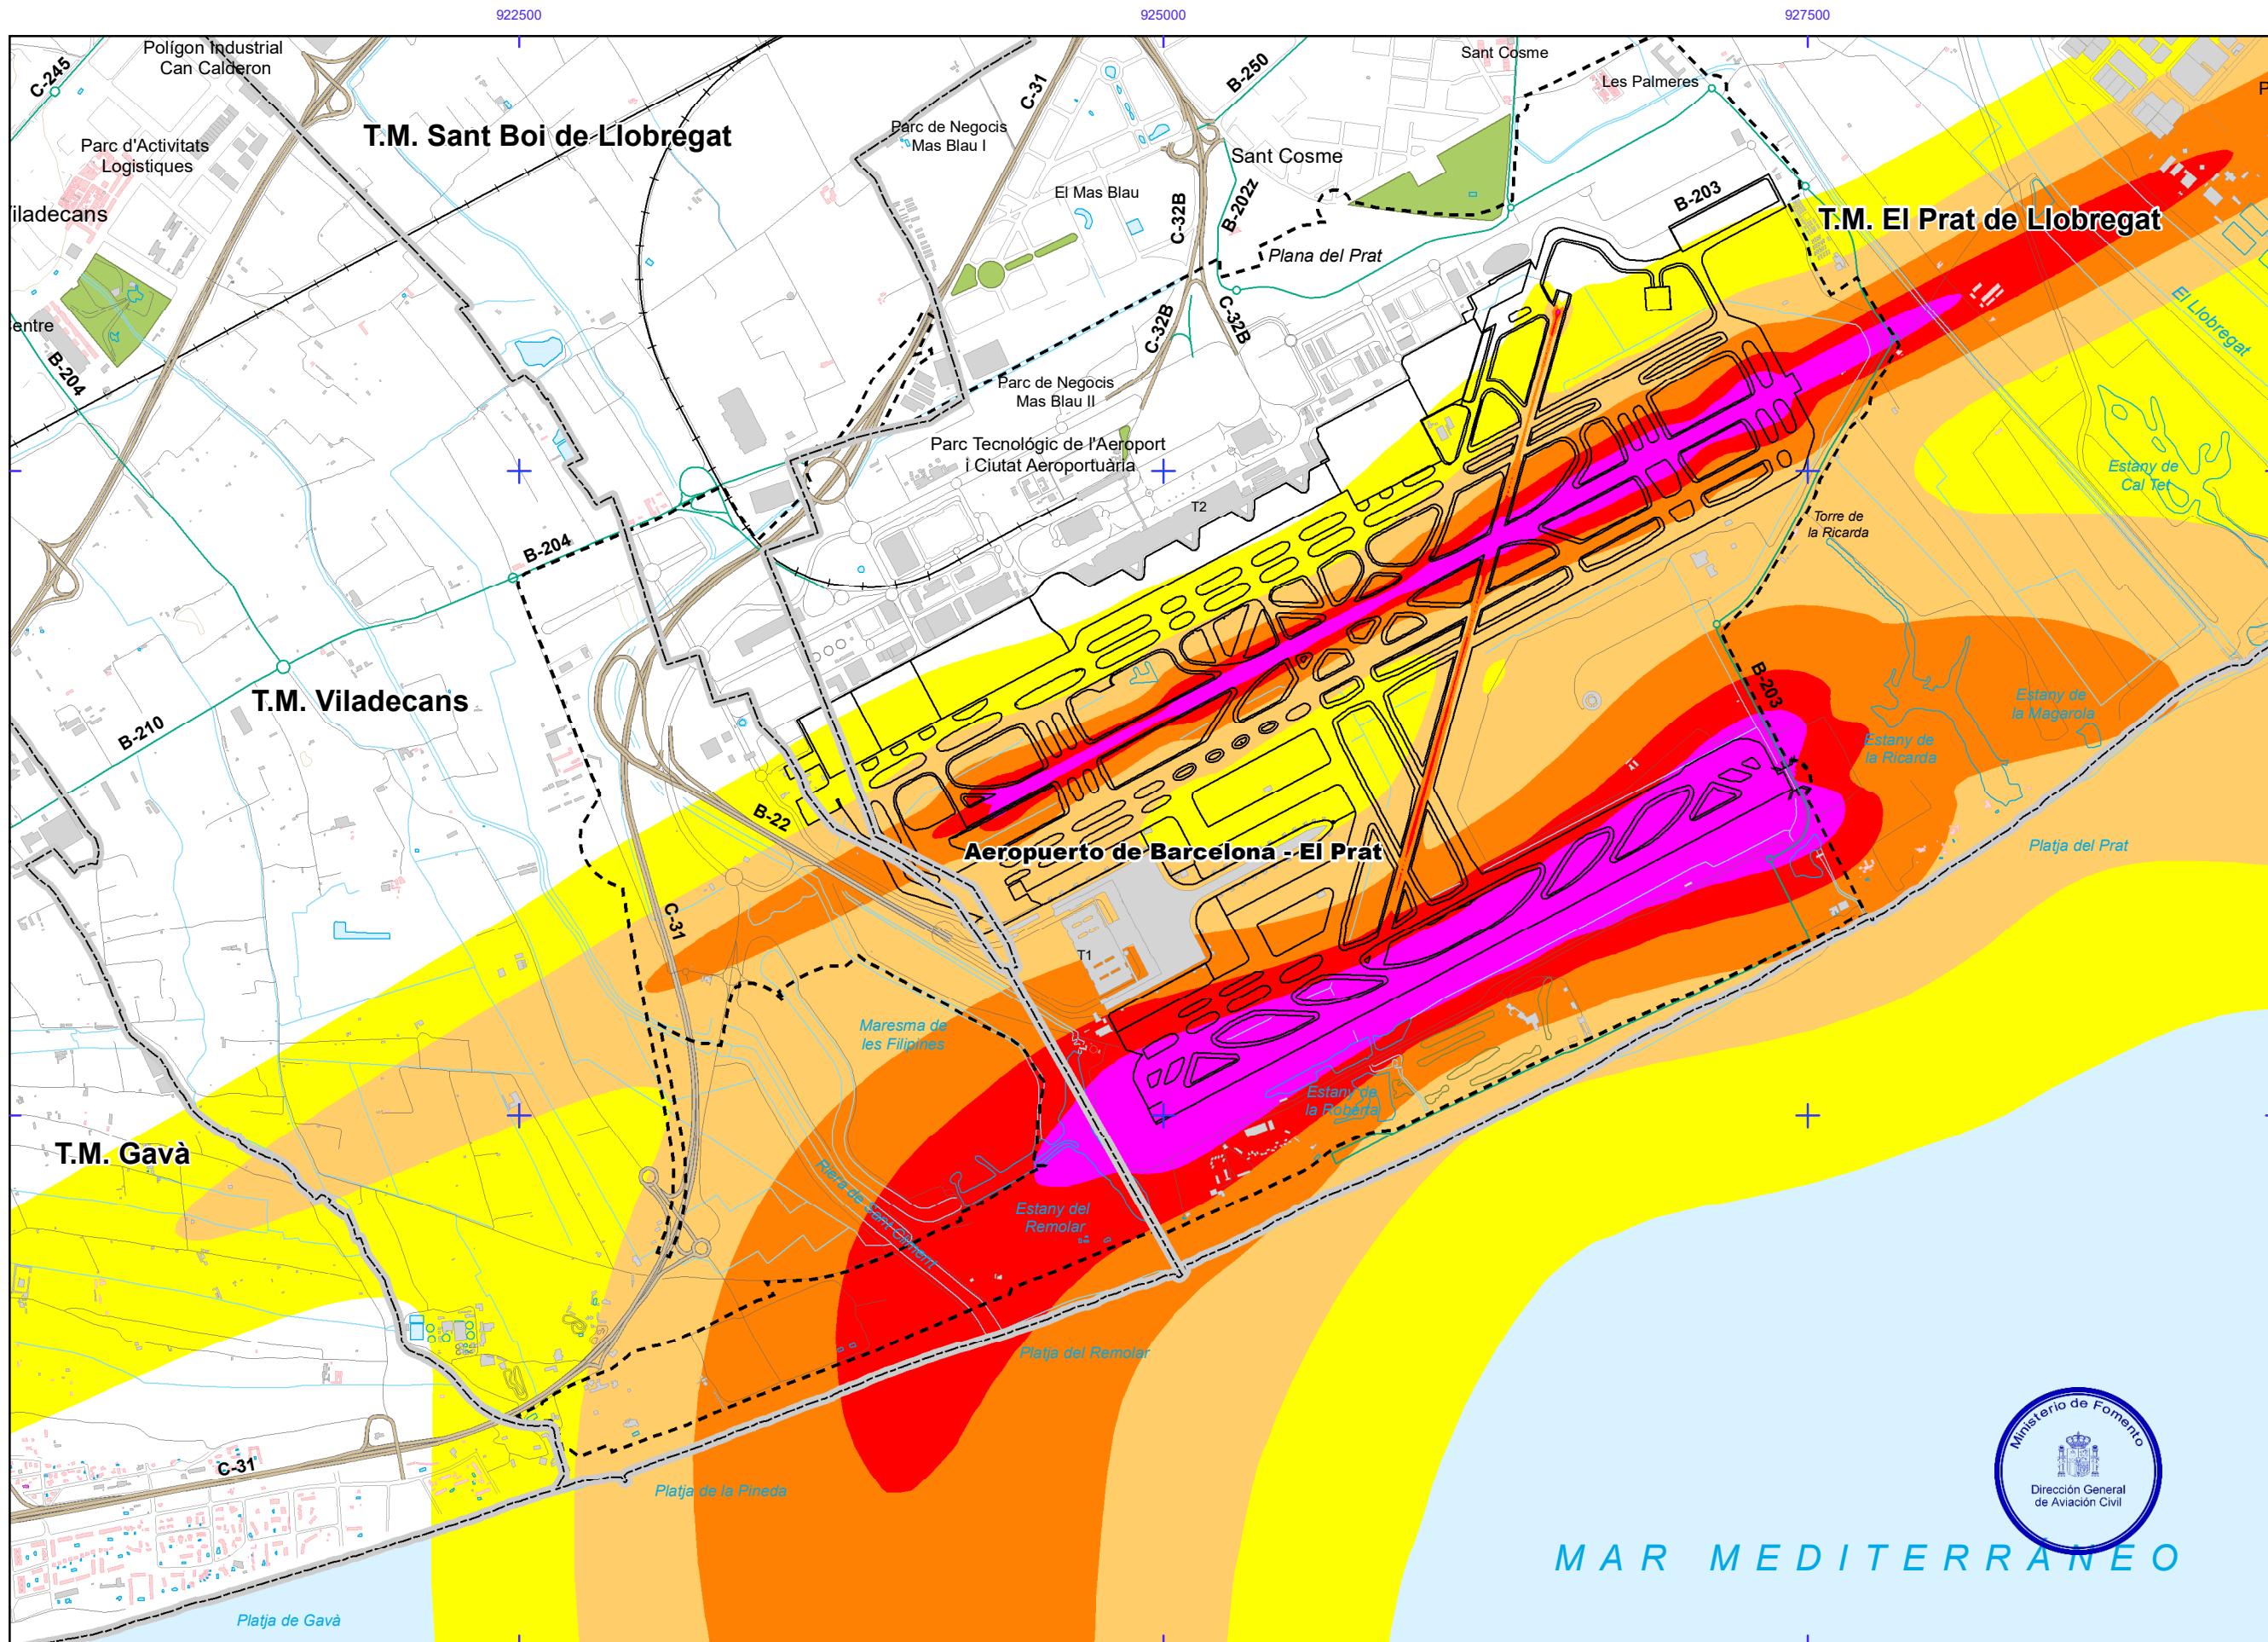 922500
925000
927500
Polígon Industrial
Can Calderon
C-245
Parc d'Activitats
Logístiques
T.M. Sant Boi de Llobregat
C-31
B-250
Parc de Negocis
Mas Blau I
Sant Cosme
Les Palmeres
Sant Cosme
El Mas Blau
C-32B
B-202z
B-203
T.M. El Prat de Llobregat
Plana del Prat
El Llobregat
B-204
C-32B
C-32B
Parc de Negocis
Mas Blau II
Parc Tecnológic de l'Aeroport
i Ciutat Aeroportuària
T2
Estany de
Cal Tet
Torre de
la Ricarda
B-204
T.M. Viladecans
B-210
B-203
Estany de
la Magarola
Estany de
la Ricarda
B-22
Aeropuerto de Barcelona - El Prat
Platja del Prat
C-31
T1
Maresma de
les Filipines
Estany de
la Roberta
T.M. Gavà
Riera de Sant Climent
Estany del
Remolar
Platja del Remolar
C-31
Platja de la Pineda
Ministerio de Fomento
Dirección General
de Aviación Civil
MAR MEDITERRÁNEO
Platja de Gavà